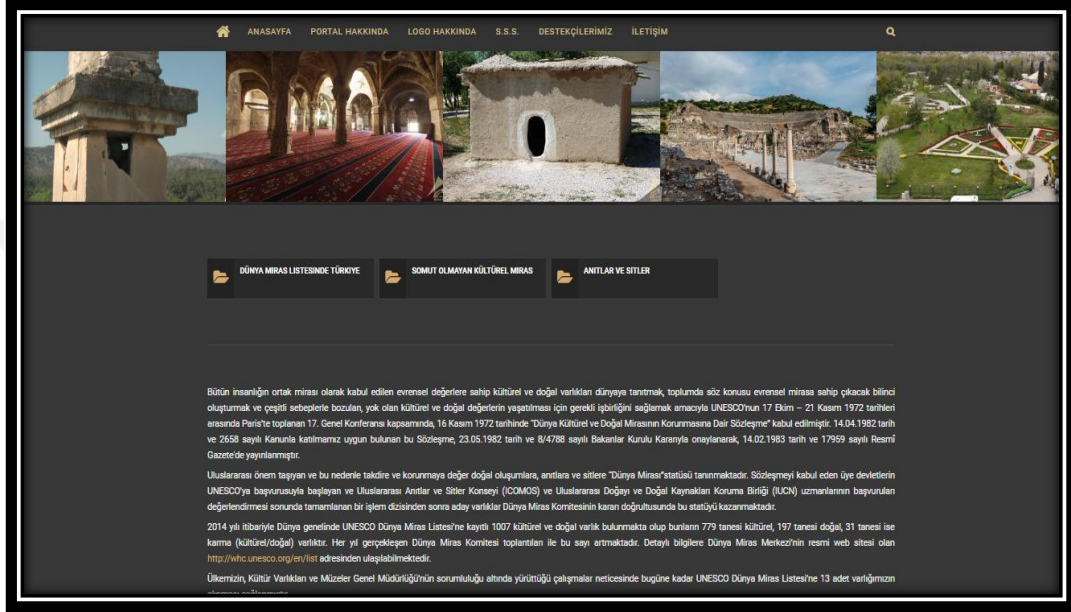 ANASAYFA PORTAL HAKKINDA LOGO HAKKINDA S.S.S. DESTEKÇİLERİMİZ İLETİŞİM
DÜNYA MIRAS LISTESINDE TÜRKIYE SOMUT OLMAYAN KÜLTÜREL MIRAS ANITLAR VE SITLER
Bütün insanlığın ortak mirası olarak kabul edilen evrensel değerlere sahip kültürel ve doğal varlıkları dünyaya tanıtmak, toplumda söz konusu evrensel mirasa sahip çıkacak bilinci
oluşturmak ve çeşitli sebeplerle bozulan, yok olan kültürel ve doğal değerlerin yaşatılması için gerekli işbirliğini sağlamak amacıyla UNESCO'nun 17 Ekim – 21 Kasım 1972 tarihleri
arasında Paris'te toplanan 17. Genel Konferansı kapsamında, 16 Kasım 1972 tarihinde "Dünya Kültürel ve Doğal Mirasının Korunmasına Dair Sözleşme" kabul edilmiştir. 14.04.1982 tarih
ve 2658 sayılı Kanunla katılmamız uygun bulunan bu Sözleşme, 23.05.1982 tarih ve 8/4788 sayılı Bakanlar Kurulu Kararıyla onaylanarak, 14.02.1983 tarih ve 17959 sayılı Resmî
Gazete'de yayınlanmıştır.
Uluslararası önem taşıyan ve bu nedenle takdire ve korunmaya değer doğal oluşumlara, anıtlara ve sitlere "Dünya Mirası"statüsü tanınmaktadır. Sözleşmeyi kabul eden üye devletlerin
UNESCO'ya başvurusuyla başlayan ve Uluslararası Anıtlar ve Sitler Konseyi (ICOMOS) ve Uluslararası Doğayı ve Doğal Kaynakları Koruma Birliği (IUCN) uzmanlarının başvuruları
değerlendirmesi sonunda tamamlanan bir işlem dizisinden sonra aday varlıklar Dünya Miras Komitesinin kararı doğrultusunda bu statüyü kazanmaktadır.
2014 yılı itibariyle Dünya genelinde UNESCO Dünya Miras Listesi'ne kayıtlı 1007 kültürel ve doğal varlık bulunmakta olup bunların 779 tanesi kültürel, 197 tanesi doğal, 31 tanesi ise
karma (kültürel/doğal) varlıktır. Her yıl gerçekleşen Dünya Miras Komitesi toplantıları ile bu sayı artmaktadır. Detaylı bilgilere Dünya Miras Merkezi'nin resmi web sitesi olan
http://whc.unesco.org/en/list adresinden ulaşılabilmektedir.
Ülkemizin, Kültür Varlıkları ve Müzeler Genel Müdürlüğü'nün sorumluluğu altında yürüttüğü çalışmalar neticesinde bugüne kadar UNESCO Dünya Miras Listesi'ne 13 adet varlığımızın